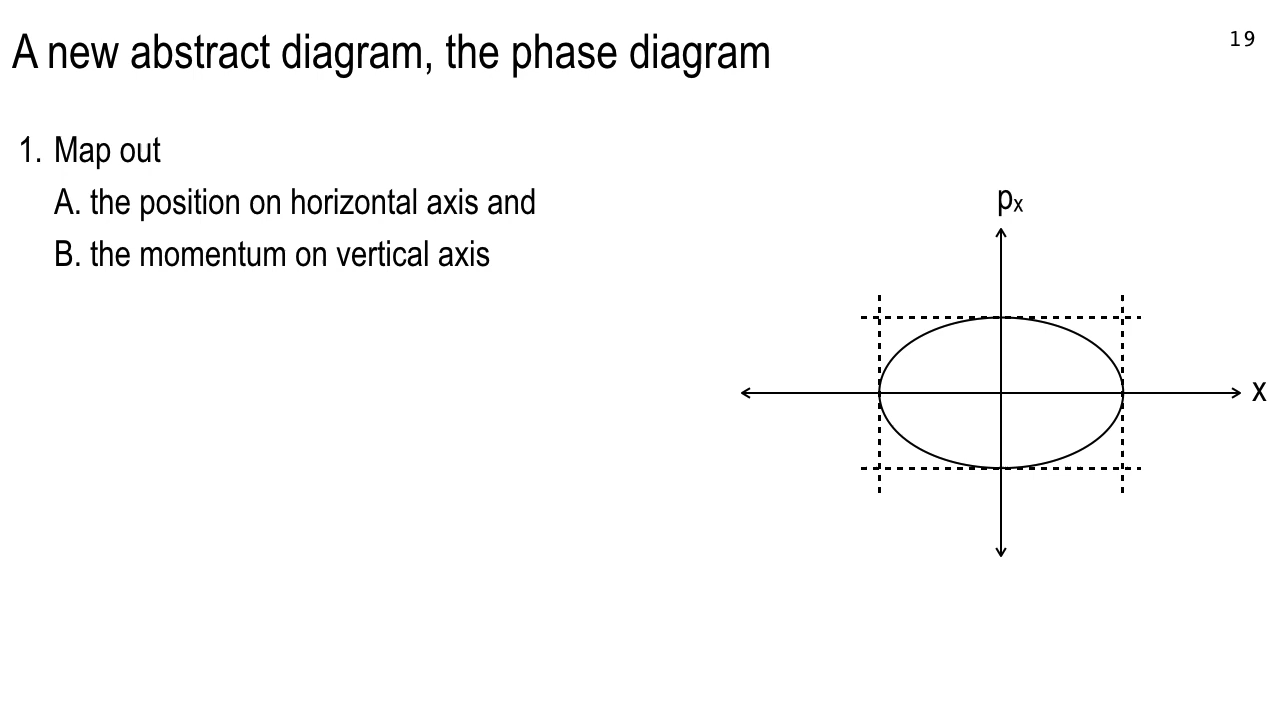 A new abstract diagram, the phase diagram
19
1. Map out
A. the position on horizontal axis and
B. the momentum on vertical axis
px
x